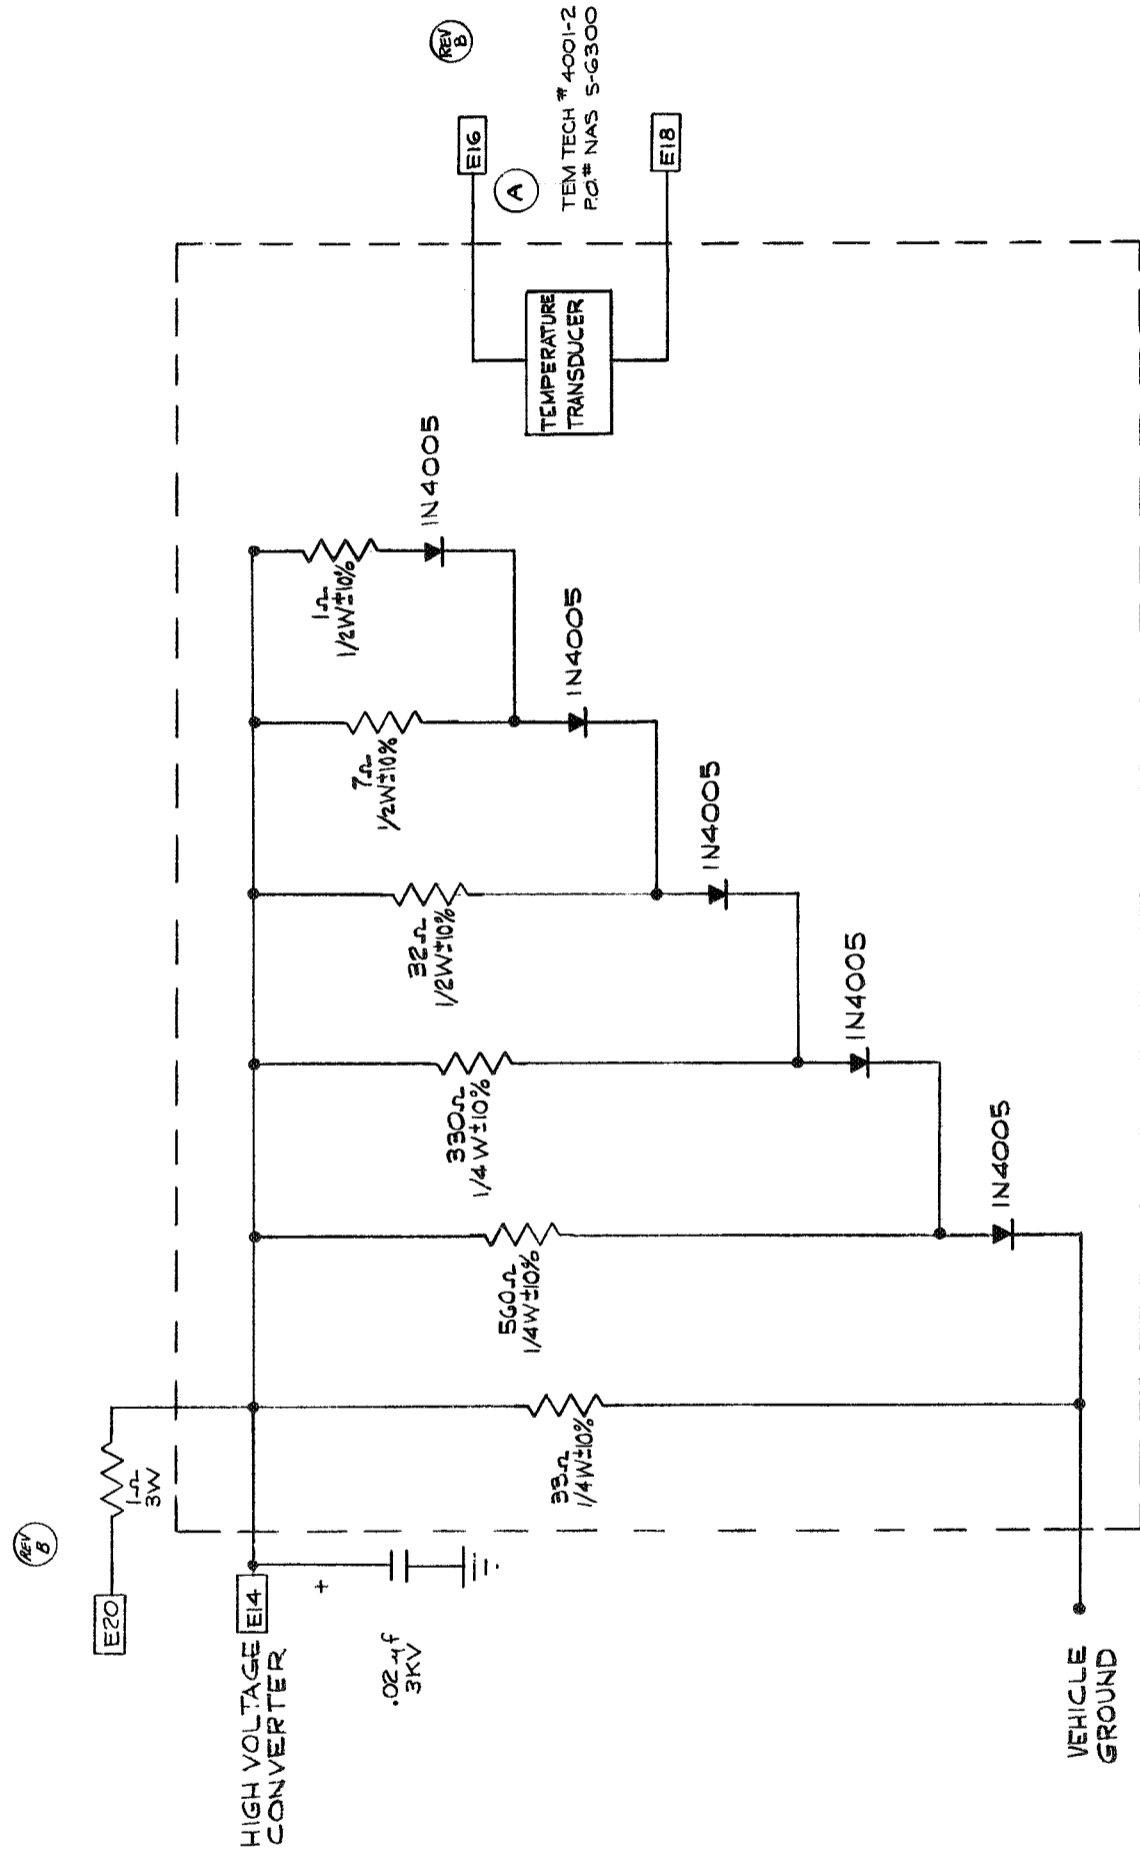 REV
B
E20
1Ω
3W
HIGH VOLTAGE
CONVERTER
E14
+
.02 μf
3KV
33Ω
1/4W±10%
560Ω
1/4W±10%
330Ω
1/4W±10%
32Ω
1/2W±10%
7Ω
1/2W±10%
1Ω
1/2W±10%
1N4005
1N4005
1N4005
1N4005
1N4005
VEHICLE
GROUND
TEMPERATURE
TRANSDUCER
E16
E18
A
TEM TECH # 4001-2
P.O.# NAS 5-6300
REV
B